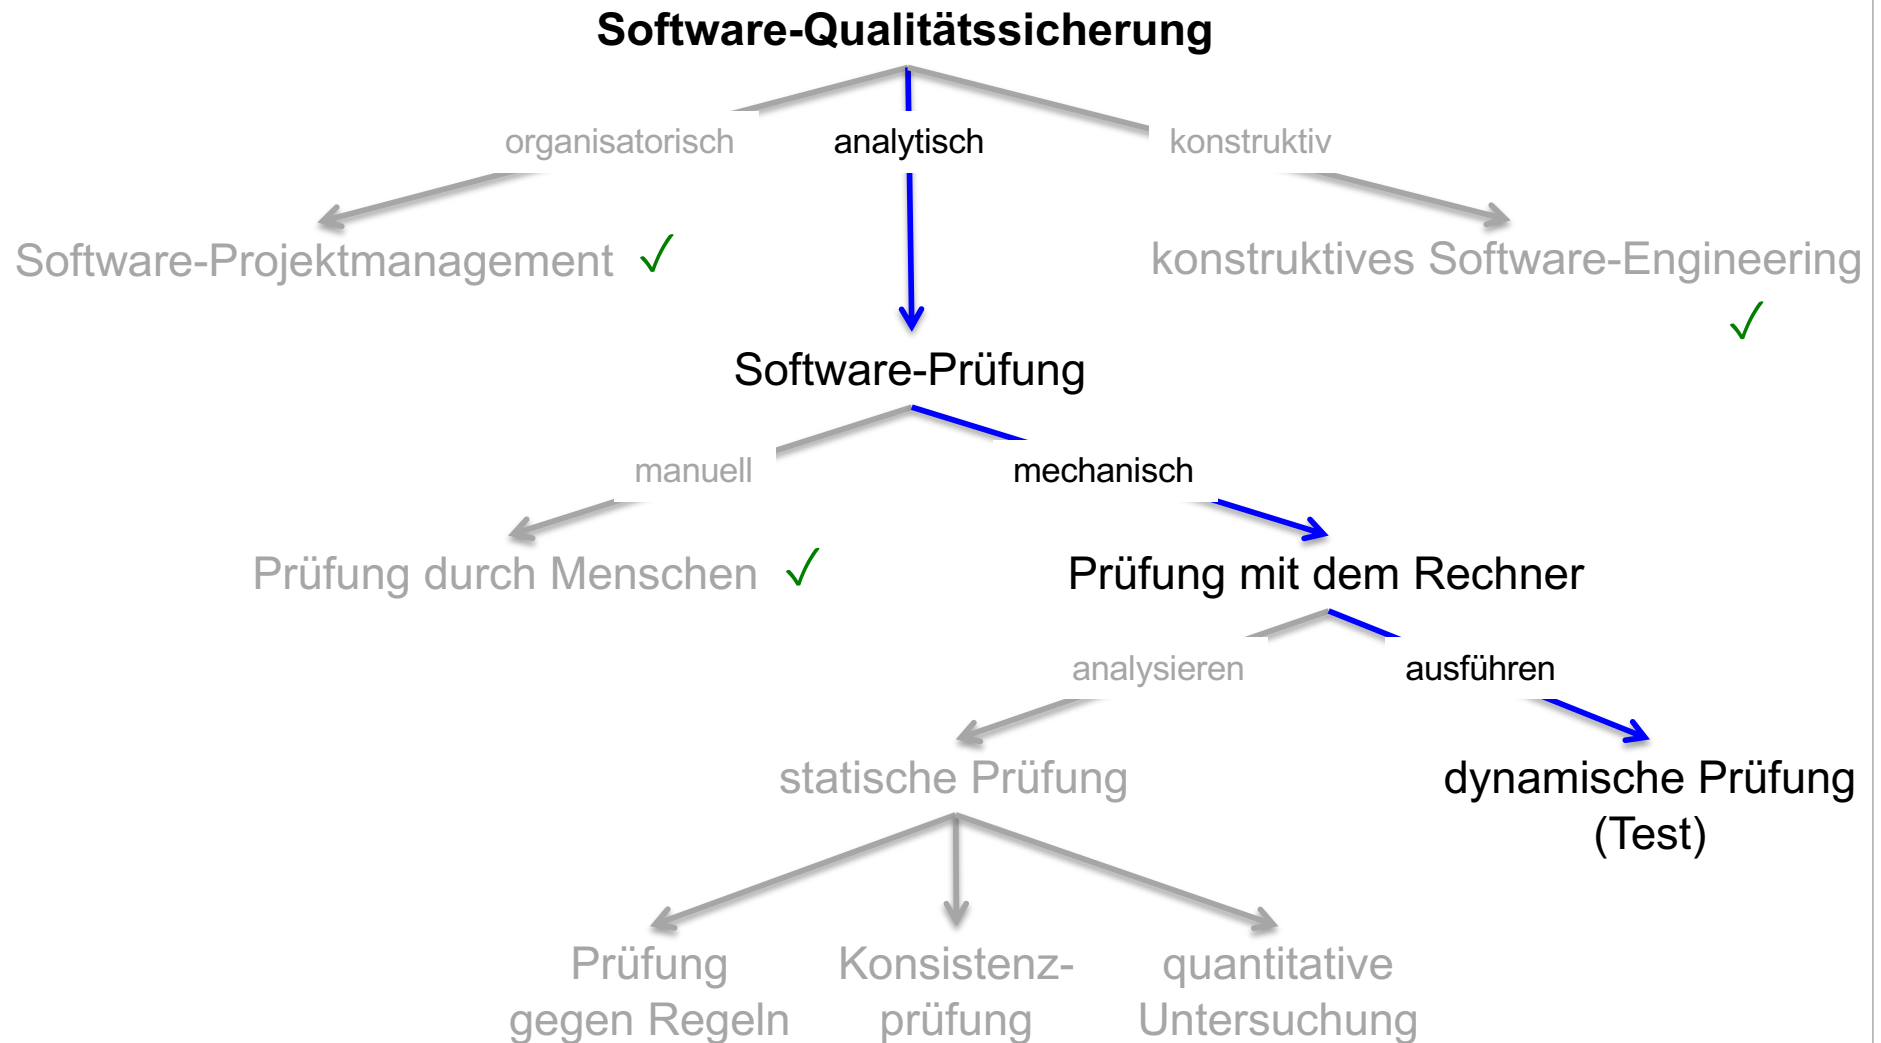 Software-Qualitätssicherung
organisatorisch
analytisch
konstruktiv
Software-Projektmanagement ✓
konstruktives Software-Engineering
✓
Software-Prüfung
manuell
mechanisch
Prüfung durch Menschen ✓
Prüfung mit dem Rechner
analysieren
ausführen
statische Prüfung
dynamische Prüfung
(Test)
Prüfung
gegen Regeln
Konsistenz-
prüfung
quantitative
Untersuchung